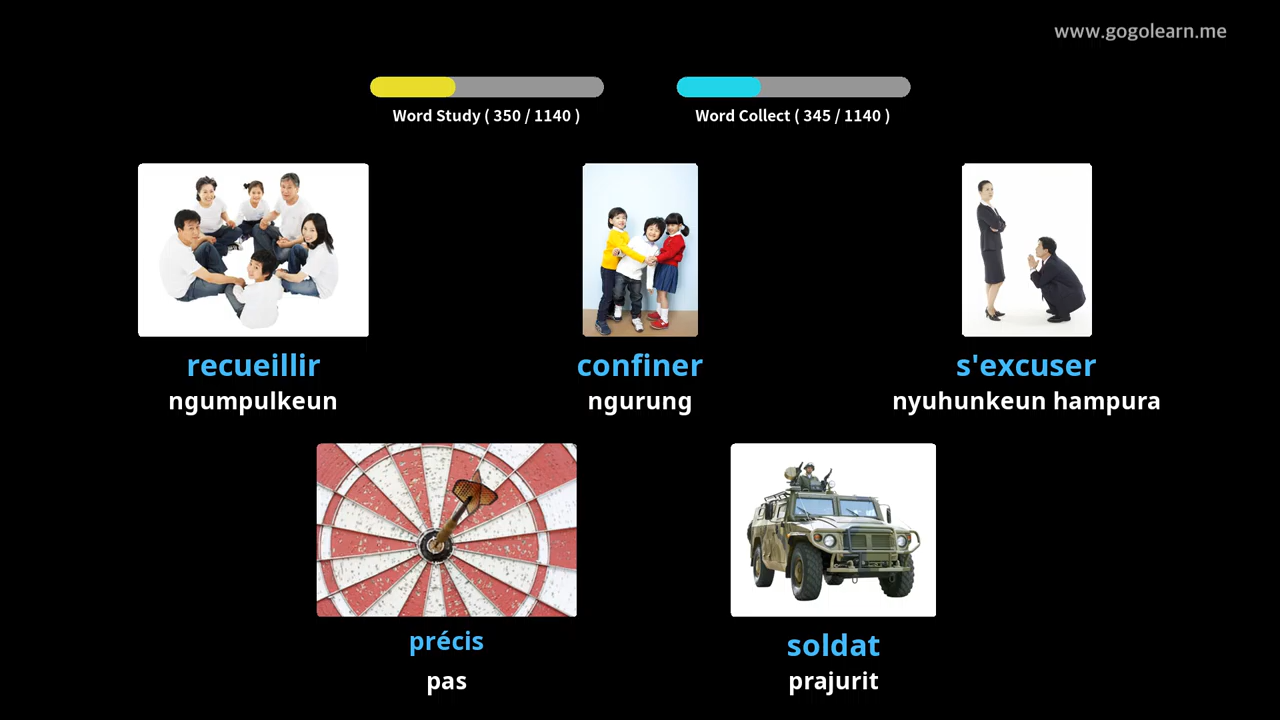 www.gogolearn.me
Word Study ( 350 / 1140 )
Word Collect ( 345 / 1140 )
recueillir
ngumpulkeun
confiner
ngurung
s'excuser
nyuhunkeun hampura
précis
pas
soldat
prajurit